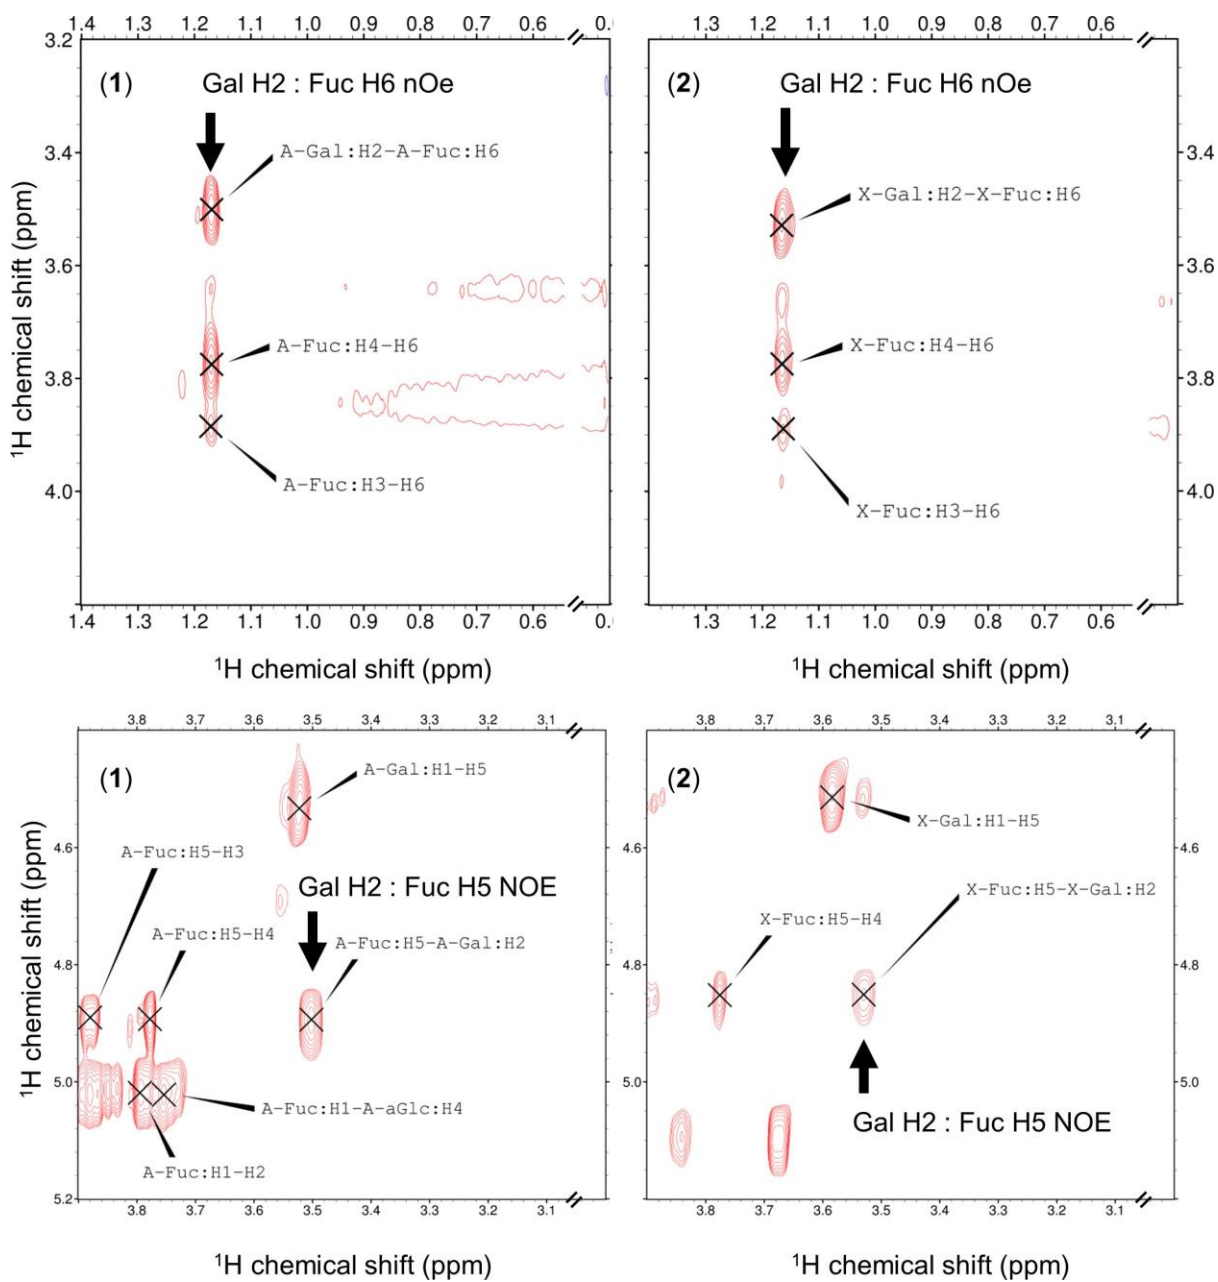 1.4 1.3 1.2 1.1 1.0 0.9 0.8 0.7 0.6
1.3 1.2 1.1 1.0 0.9 0.8 0.7 0.6
3.2
3.4
3.6
3.8
4.0
¹H chemical shift (ppm)
(1)
Gal H2 : Fuc H6 nOe
A-Gal:H2-A-Fuc:H6
A-Fuc:H4-H6
A-Fuc:H3-H6
1.4 1.3 1.2 1.1 1.0 0.9 0.8 0.7 0.6
¹H chemical shift (ppm)
(2)
Gal H2 : Fuc H6 nOe
X-Gal:H2-X-Fuc:H6
X-Fuc:H4-H6
X-Fuc:H3-H6
3.2
3.4
3.6
3.8
4.0
1.3 1.2 1.1 1.0 0.9 0.8 0.7 0.6
¹H chemical shift (ppm)
3.8 3.7 3.6 3.5 3.4 3.3 3.2 3.1
(1)
A-Gal:H1-H5
A-Fuc:H5-H3
Gal H2 : Fuc H5 NOE
A-Fuc:H5-H4
A-Fuc:H5-A-Gal:H2
A-Fuc:H1-A-aGlc:H4
A-Fuc:H1-H2
4.6
4.8
5.0
5.2
¹H chemical shift (ppm)
3.8 3.7 3.6 3.5 3.4 3.3 3.2 3.1
¹H chemical shift (ppm)
3.8 3.7 3.6 3.5 3.4 3.3 3.2 3.1
(2)
X-Gal:H1-H5
X-Fuc:H5-X-Gal:H2
X-Fuc:H5-H4
Gal H2 : Fuc H5 NOE
4.6
4.8
5.0
3.8 3.7 3.6 3.5 3.4 3.3 3.2 3.1
¹H chemical shift (ppm)